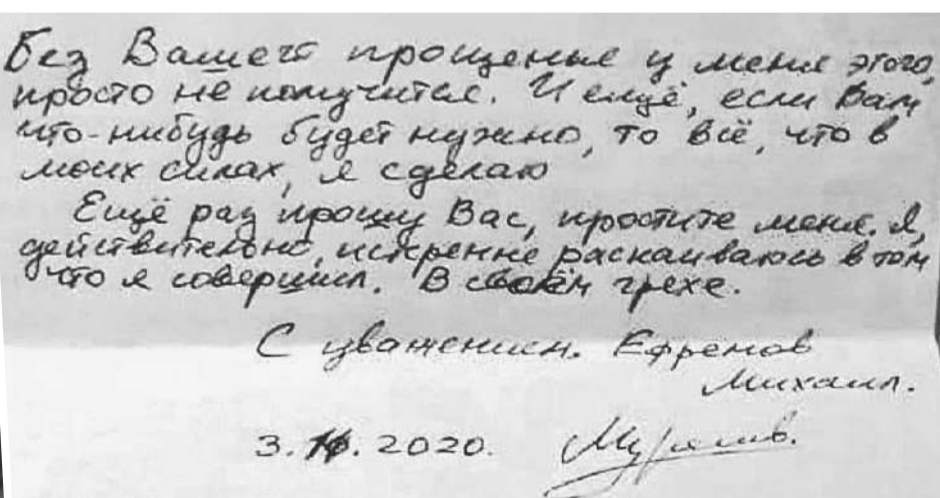 Без Вашего прощенье у меня этого,
просто не получится. И ещё, если Вам
что-нибудь будет нужно, то всё, что в
моих силах, я сделаю
Ещё раз прошу Вас, простите меня. Я,
действительно, искренне раскаиваюсь в том
что я совершил. В своём грехе.
С уважением. Ефремов
Михаил.
3. .2020.